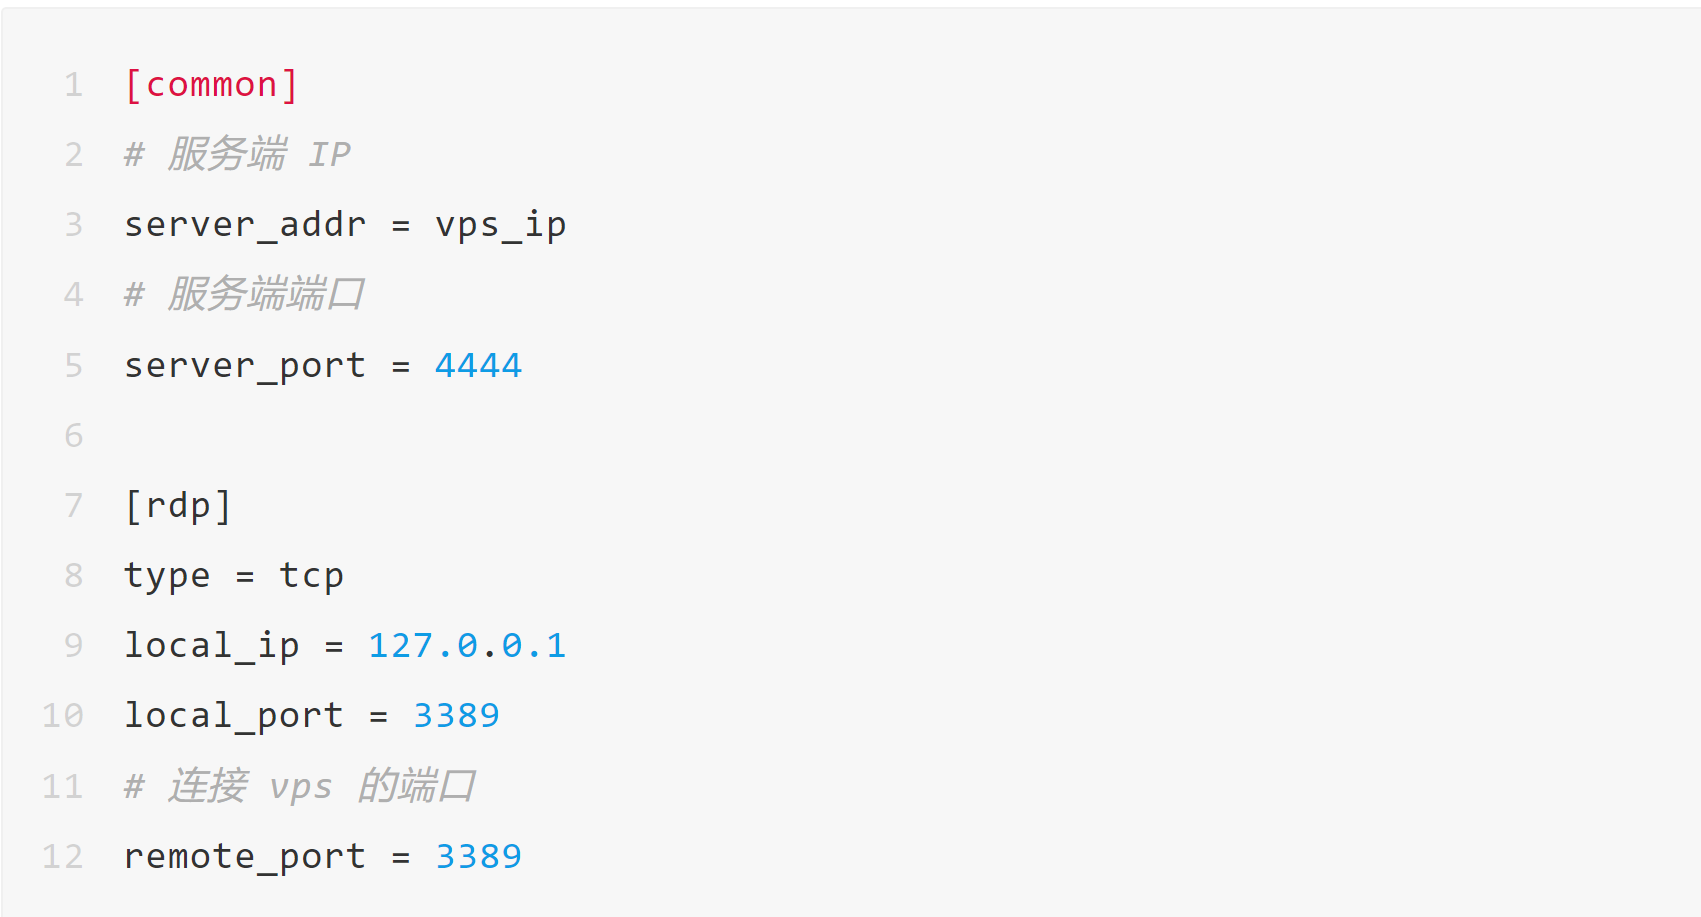 1 [common]
2 # 服务端 IP
3 server_addr = vps_ip
4 # 服务端端口
5 server_port = 4444
6
7 [rdp]
8 type = tcp
9 local_ip = 127.0.0.1
10 local_port = 3389
11 # 连接 vps 的端口
12 remote_port = 3389